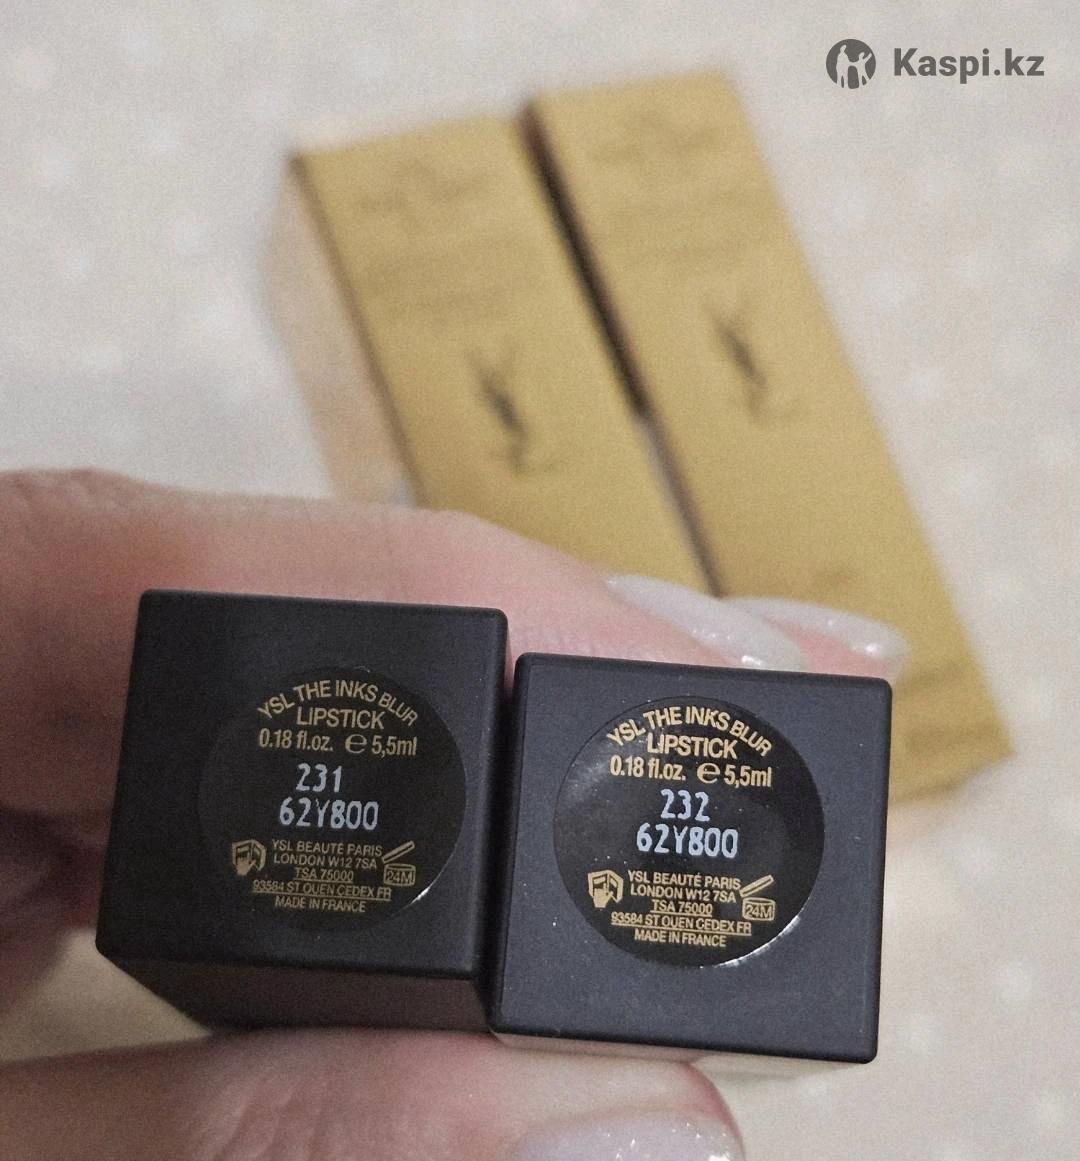 Kaspi.kz
YSL THE INKS BLUR
LIPSTICK
0.18 fl.oz. ℮ 5,5ml
231
62Y800
YSL BEAUTÉ PARIS
LONDON W12 7SA
TSA 75000
93584 ST OUEN CEDEX FR
MADE IN FRANCE
24M
YSL THE INKS BLUR
LIPSTICK
0.18 fl.oz. ℮ 5,5ml
232
62Y800
YSL BEAUTÉ PARIS
LONDON W12 7SA
TSA 75000
93584 ST OUEN CEDEX FR
MADE IN FRANCE
24M